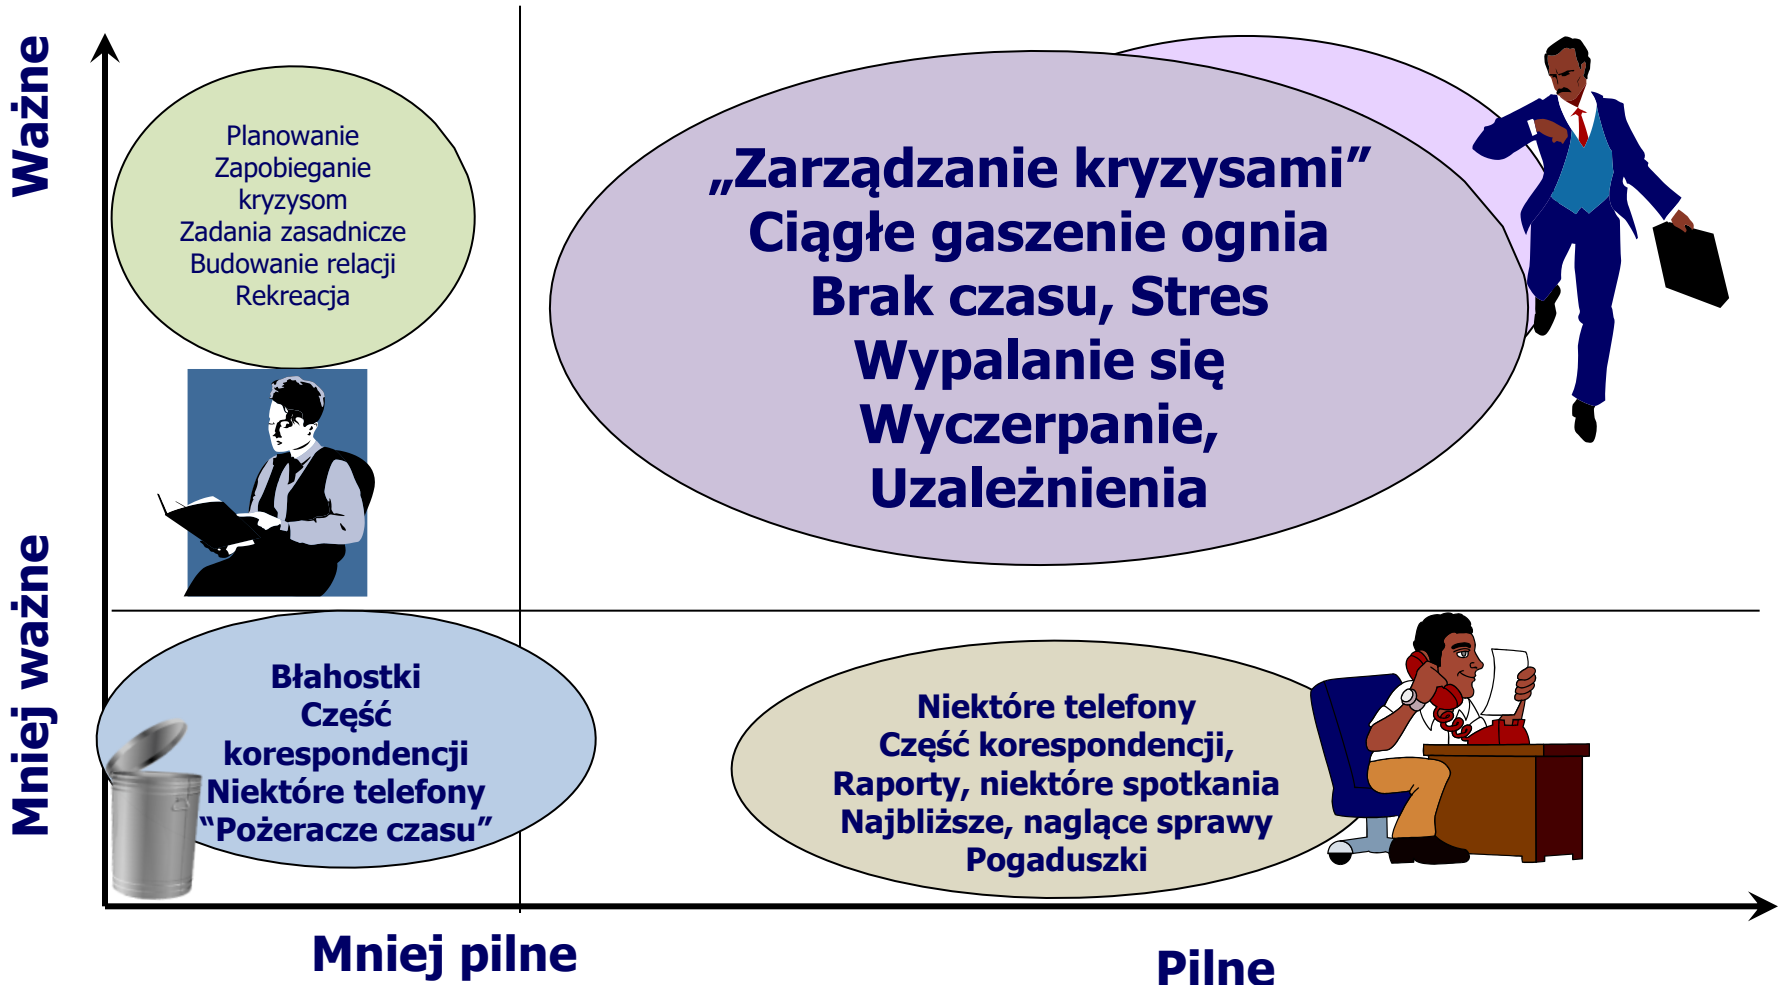 Ważne
Planowanie
Zapobieganie
kryzysom
Zadania zasadnicze
Budowanie relacji
Rekreacja
„Zarządzanie kryzysami”
Ciągłe gaszenie ognia
Brak czasu, Stres
Wypalanie się
Wyczerpanie,
Uzależnienia
Mniej ważne
Błahostki
Część
korespondencji
Niektóre telefony
“Pożeracze czasu”
Niektóre telefony
Część korespondencji,
Raporty, niektóre spotkania
Najbliższe, naglące sprawy
Pogaduszki
Mniej pilne
Pilne